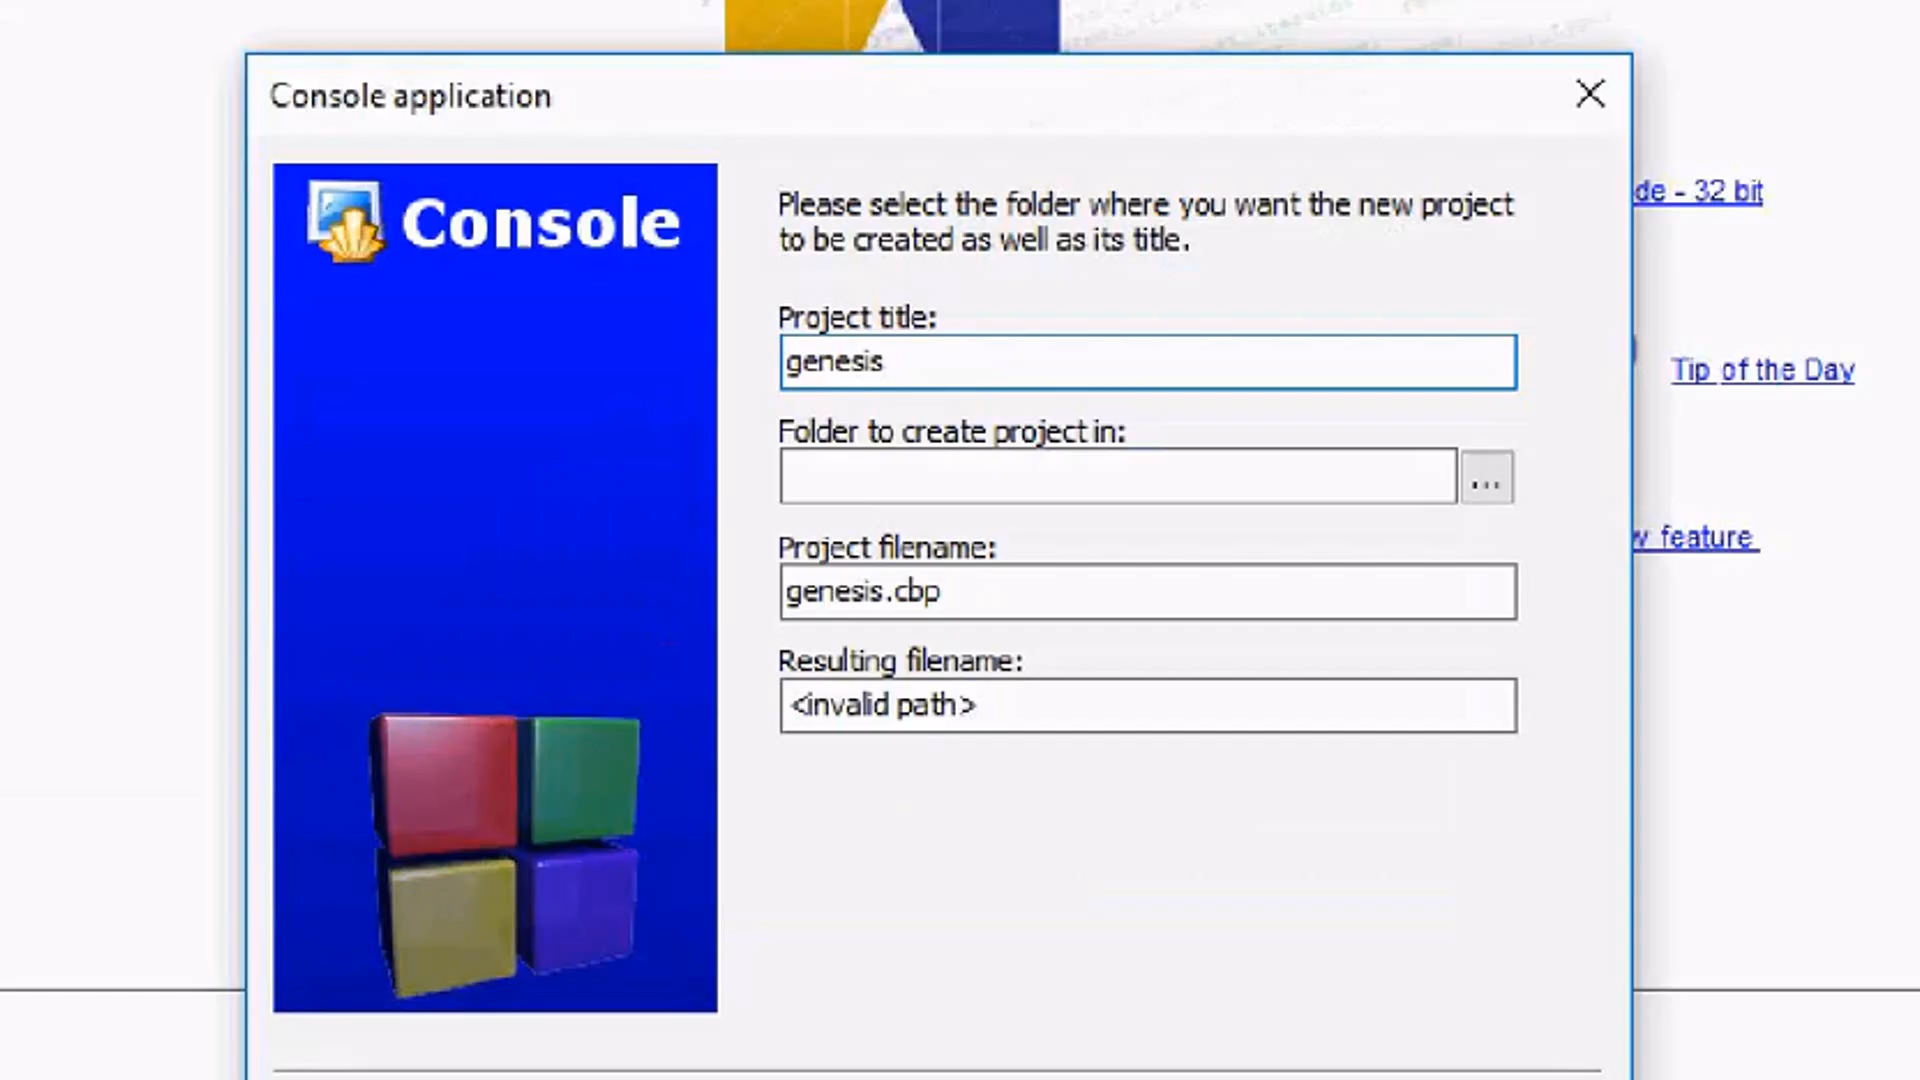 Console application
Console
Please select the folder where you want the new project
to be created as well as its title.
Project title:
genesis
Folder to create project in:
...
Project filename:
genesis.cbp
Resulting filename:
<invalid path>
de - 32 bit
Tip of the Day
feature